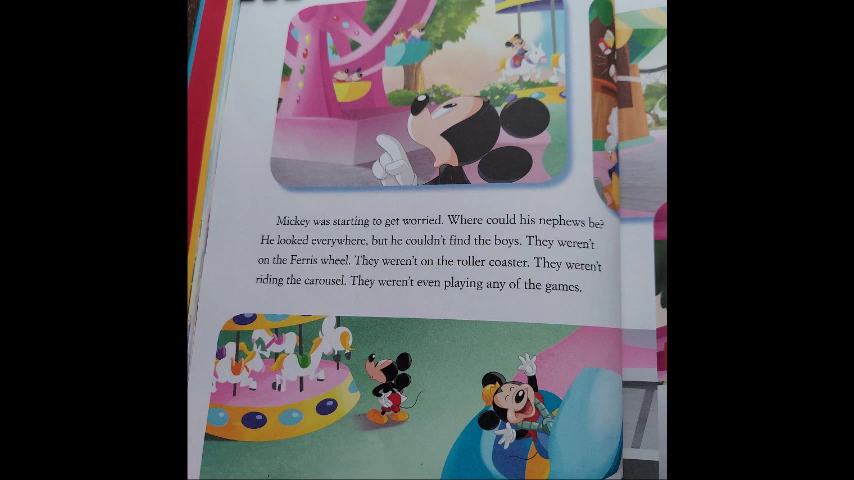 Mickey was starting to get worried. Where could his nephews be?
He looked everywhere, but he couldn't find the boys. They weren't
on the Ferris wheel. They weren't on the roller coaster. They weren't
riding the carousel. They weren't even playing any of the games.